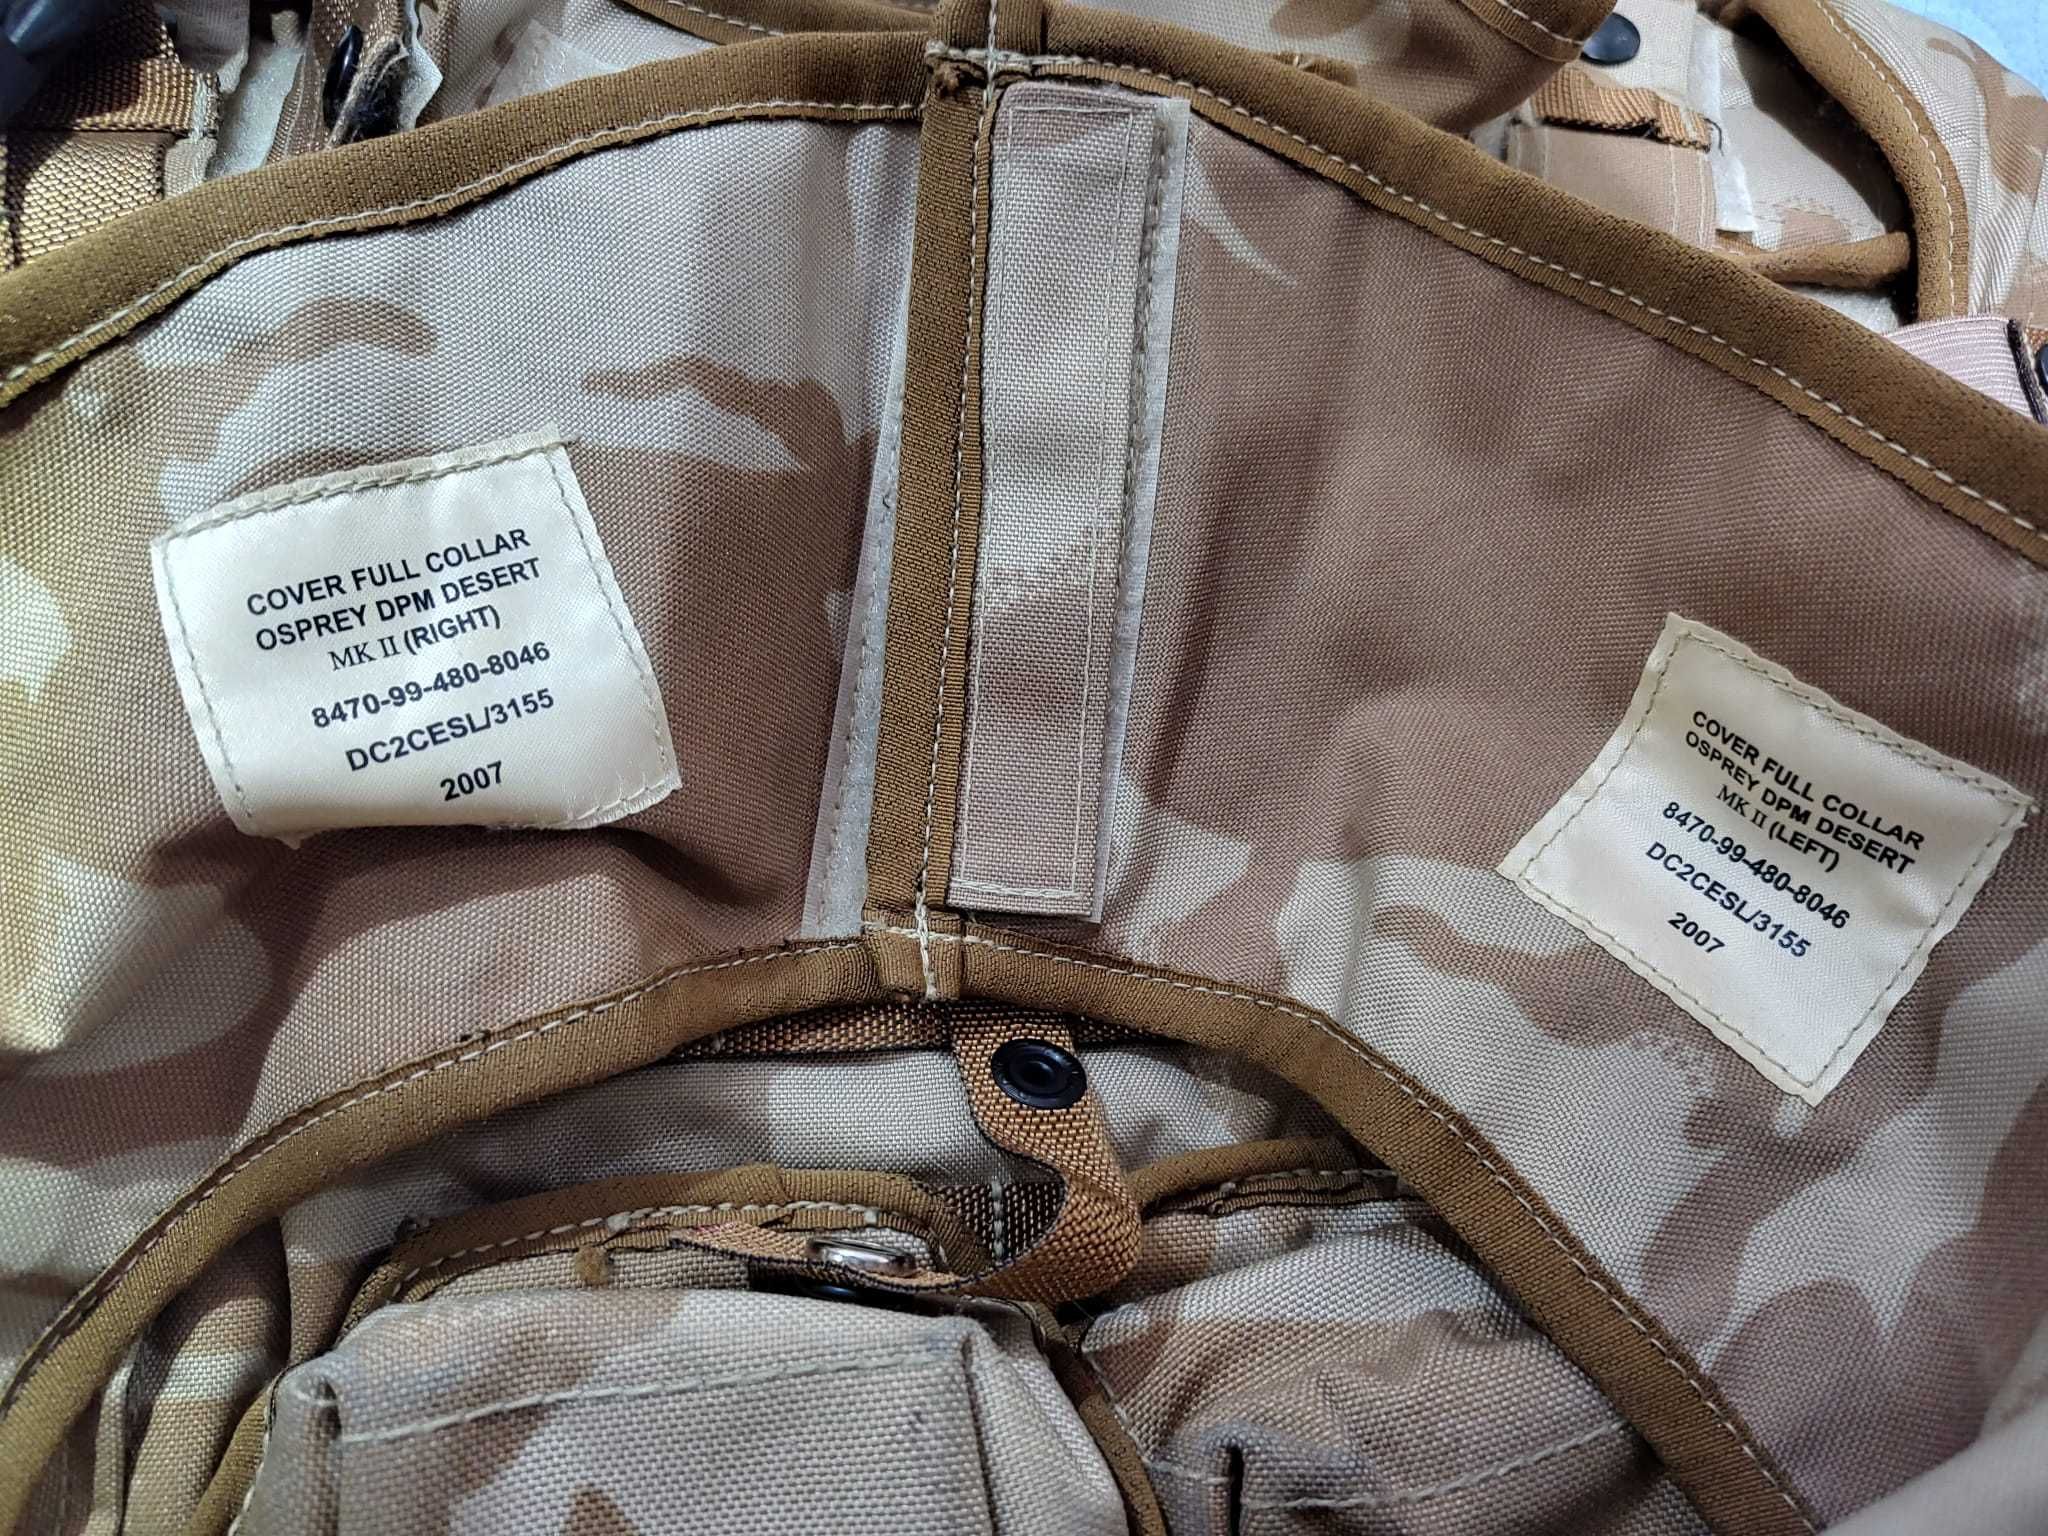 COVER FULL COLLAR
OSPREY DPM DESERT
MK II (RIGHT)
8470-99-480-8046
DC2CESL/3155
2007
COVER FULL COLLAR
OSPREY DPM DESERT
MK II (LEFT)
8470-99-480-8046
DC2CESL/3155
2007